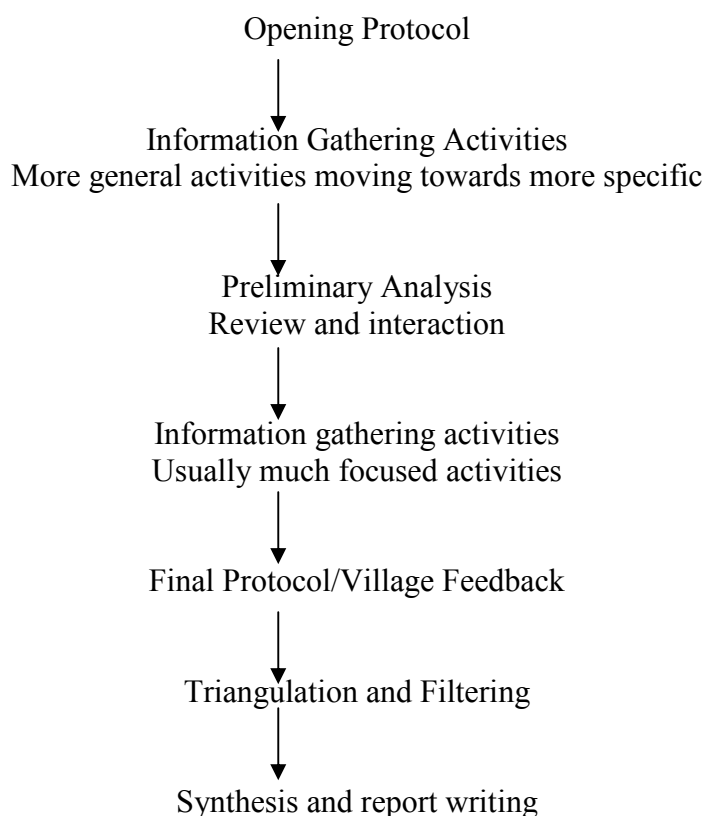 Opening Protocol
Information Gathering Activities
More general activities moving towards more specific
Preliminary Analysis
Review and interaction
Information gathering activities
Usually much focused activities
Final Protocol/Village Feedback
Triangulation and Filtering
Synthesis and report writing